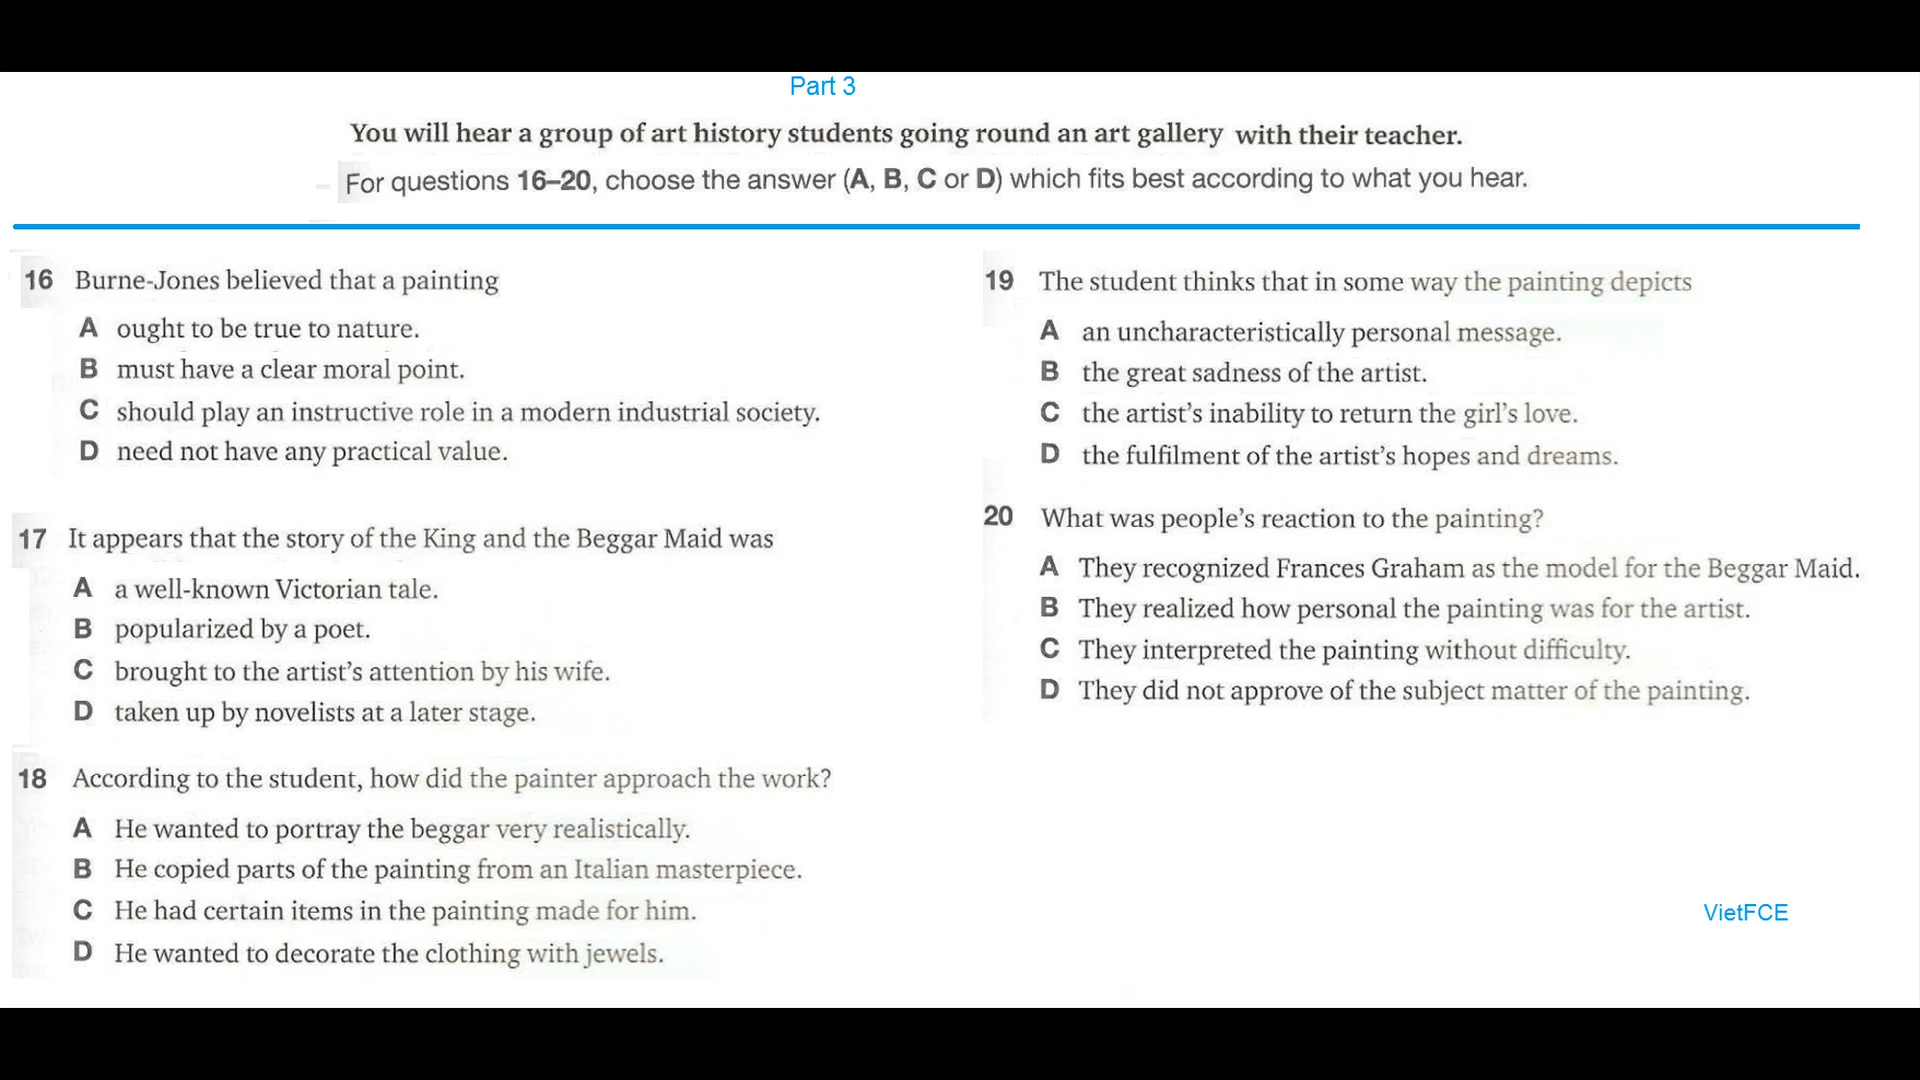 Part 3
You will hear a group of art history students going round an art gallery with their teacher.
For questions 16–20, choose the answer (A, B, C or D) which fits best according to what you hear.
16 Burne-Jones believed that a painting
A ought to be true to nature.
B must have a clear moral point.
C should play an instructive role in a modern industrial society.
D need not have any practical value.
17 It appears that the story of the King and the Beggar Maid was
A a well-known Victorian tale.
B popularized by a poet.
C brought to the artist's attention by his wife.
D taken up by novelists at a later stage.
18 According to the student, how did the painter approach the work?
A He wanted to portray the beggar very realistically.
B He copied parts of the painting from an Italian masterpiece.
C He had certain items in the painting made for him.
D He wanted to decorate the clothing with jewels.
19 The student thinks that in some way the painting depicts
A an uncharacteristically personal message.
B the great sadness of the artist.
C the artist's inability to return the girl's love.
D the fulfilment of the artist's hopes and dreams.
20 What was people's reaction to the painting?
A They recognized Frances Graham as the model for the Beggar Maid.
B They realized how personal the painting was for the artist.
C They interpreted the painting without difficulty.
D They did not approve of the subject matter of the painting.
VietFCE